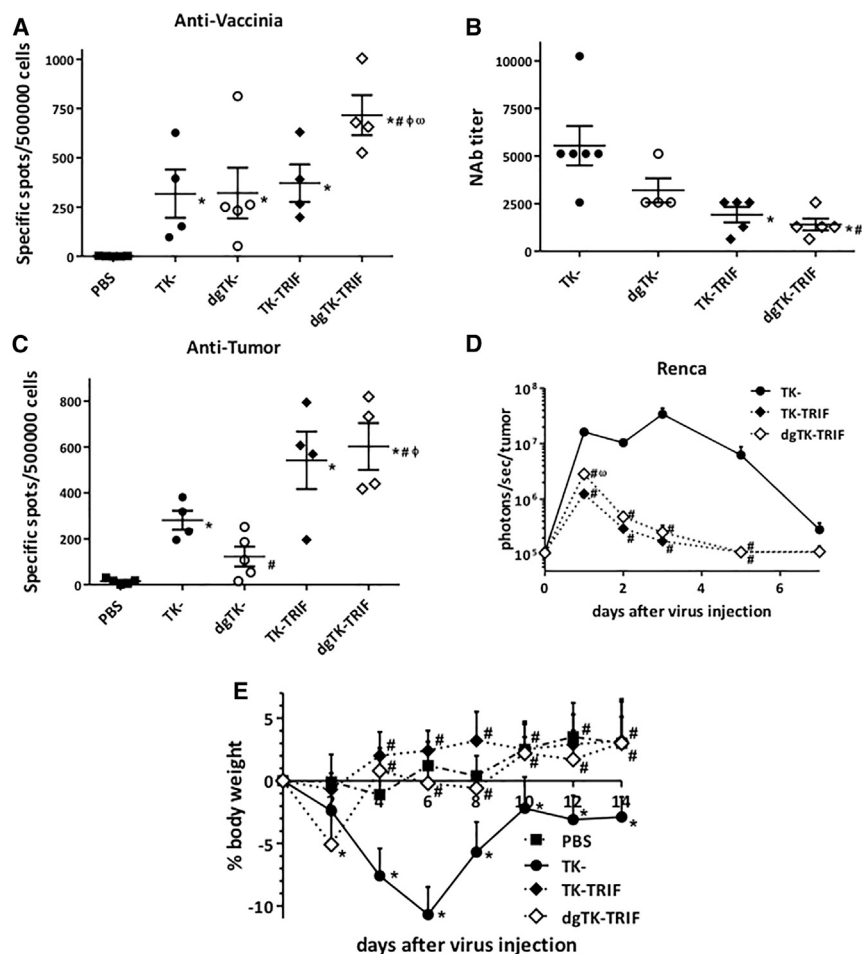 A
Anti-Vaccinia
Specific spots/500000 cells
1000
750
500
250
0
*
*
*
*#ϕω
PBS
TK-
dgTK-
TK-TRIF
dgTK-TRIF
B
NAb titer
10000
7500
5000
2500
0
*
*#
TK-
dgTK-
TK-TRIF
dgTK-TRIF
C
Anti-Tumor
Specific spots/500000 cells
800
600
400
200
0
*
#
*
*#ϕ
PBS
TK-
dgTK-
TK-TRIF
dgTK-TRIF
D
Renca
photons/sec/tumor
10⁸
10⁷
10⁶
10⁵
TK-
TK-TRIF
dgTK-TRIF
#ω
#
#
#
#
#
#
#
0 2 4 6
days after virus injection
E
% body weight
5
0
-5
-10
# # # # # #
# # # # # #
2 4 6 8 10 12 14
* * * * * * *
PBS
TK-
TK-TRIF
dgTK-TRIF
days after virus injection